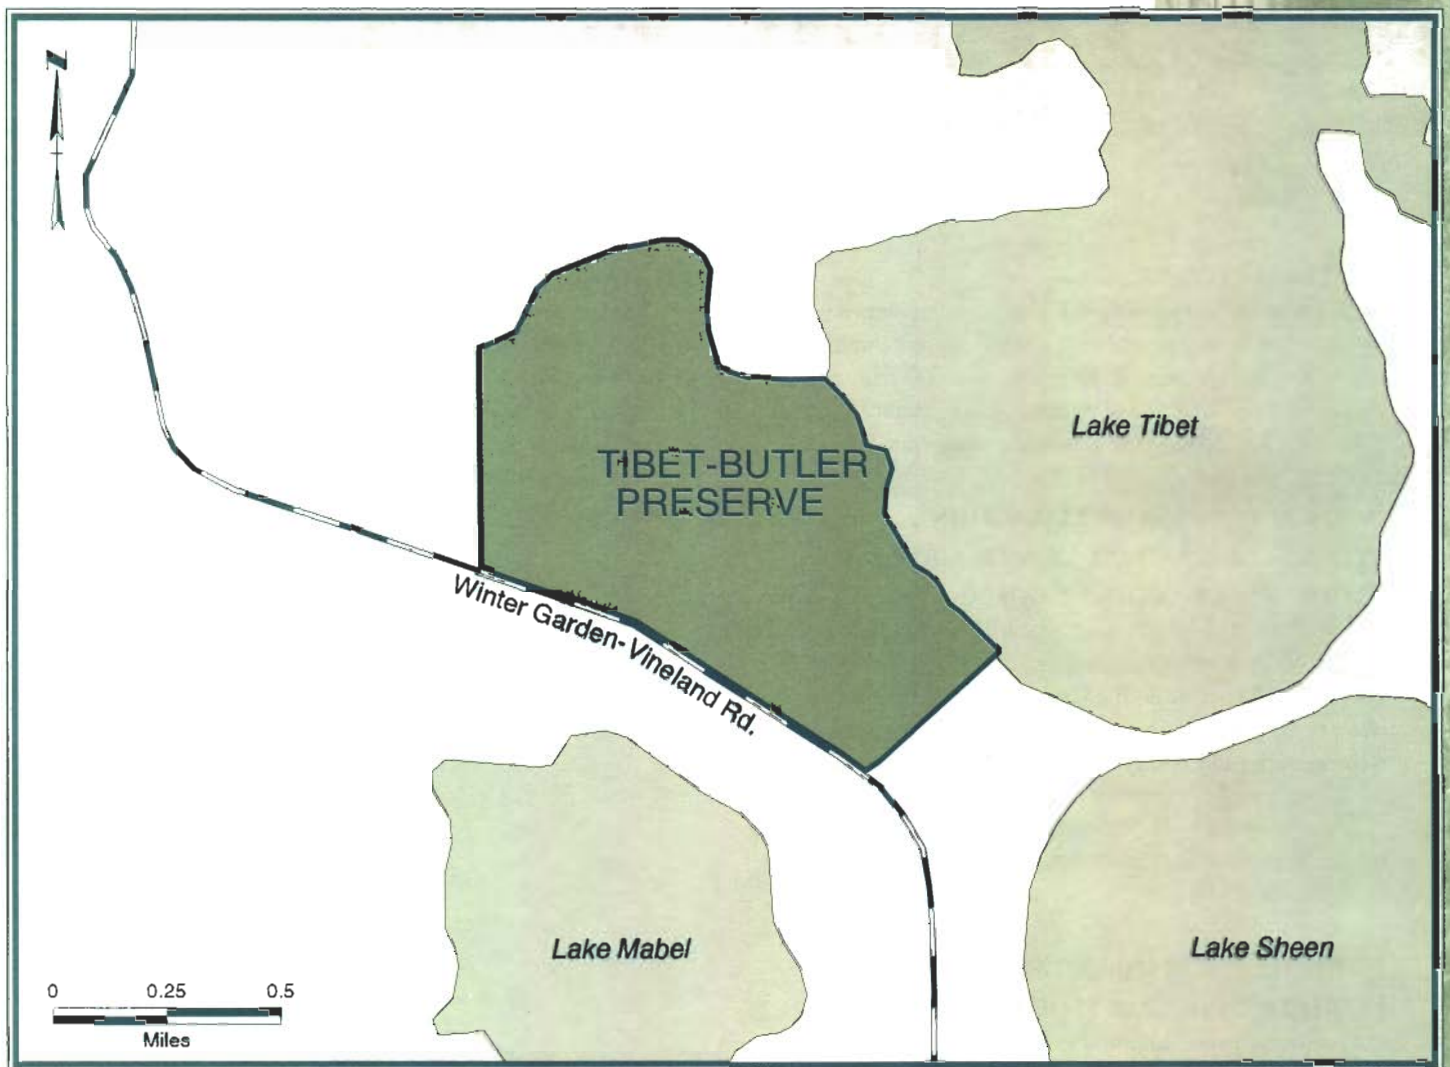 N
Lake Tibet
TIBET-BUTLER
PRESERVE
Winter Garden-Vineland Rd.
Lake Mabel
Lake Sheen
0 0.25 0.5
Miles